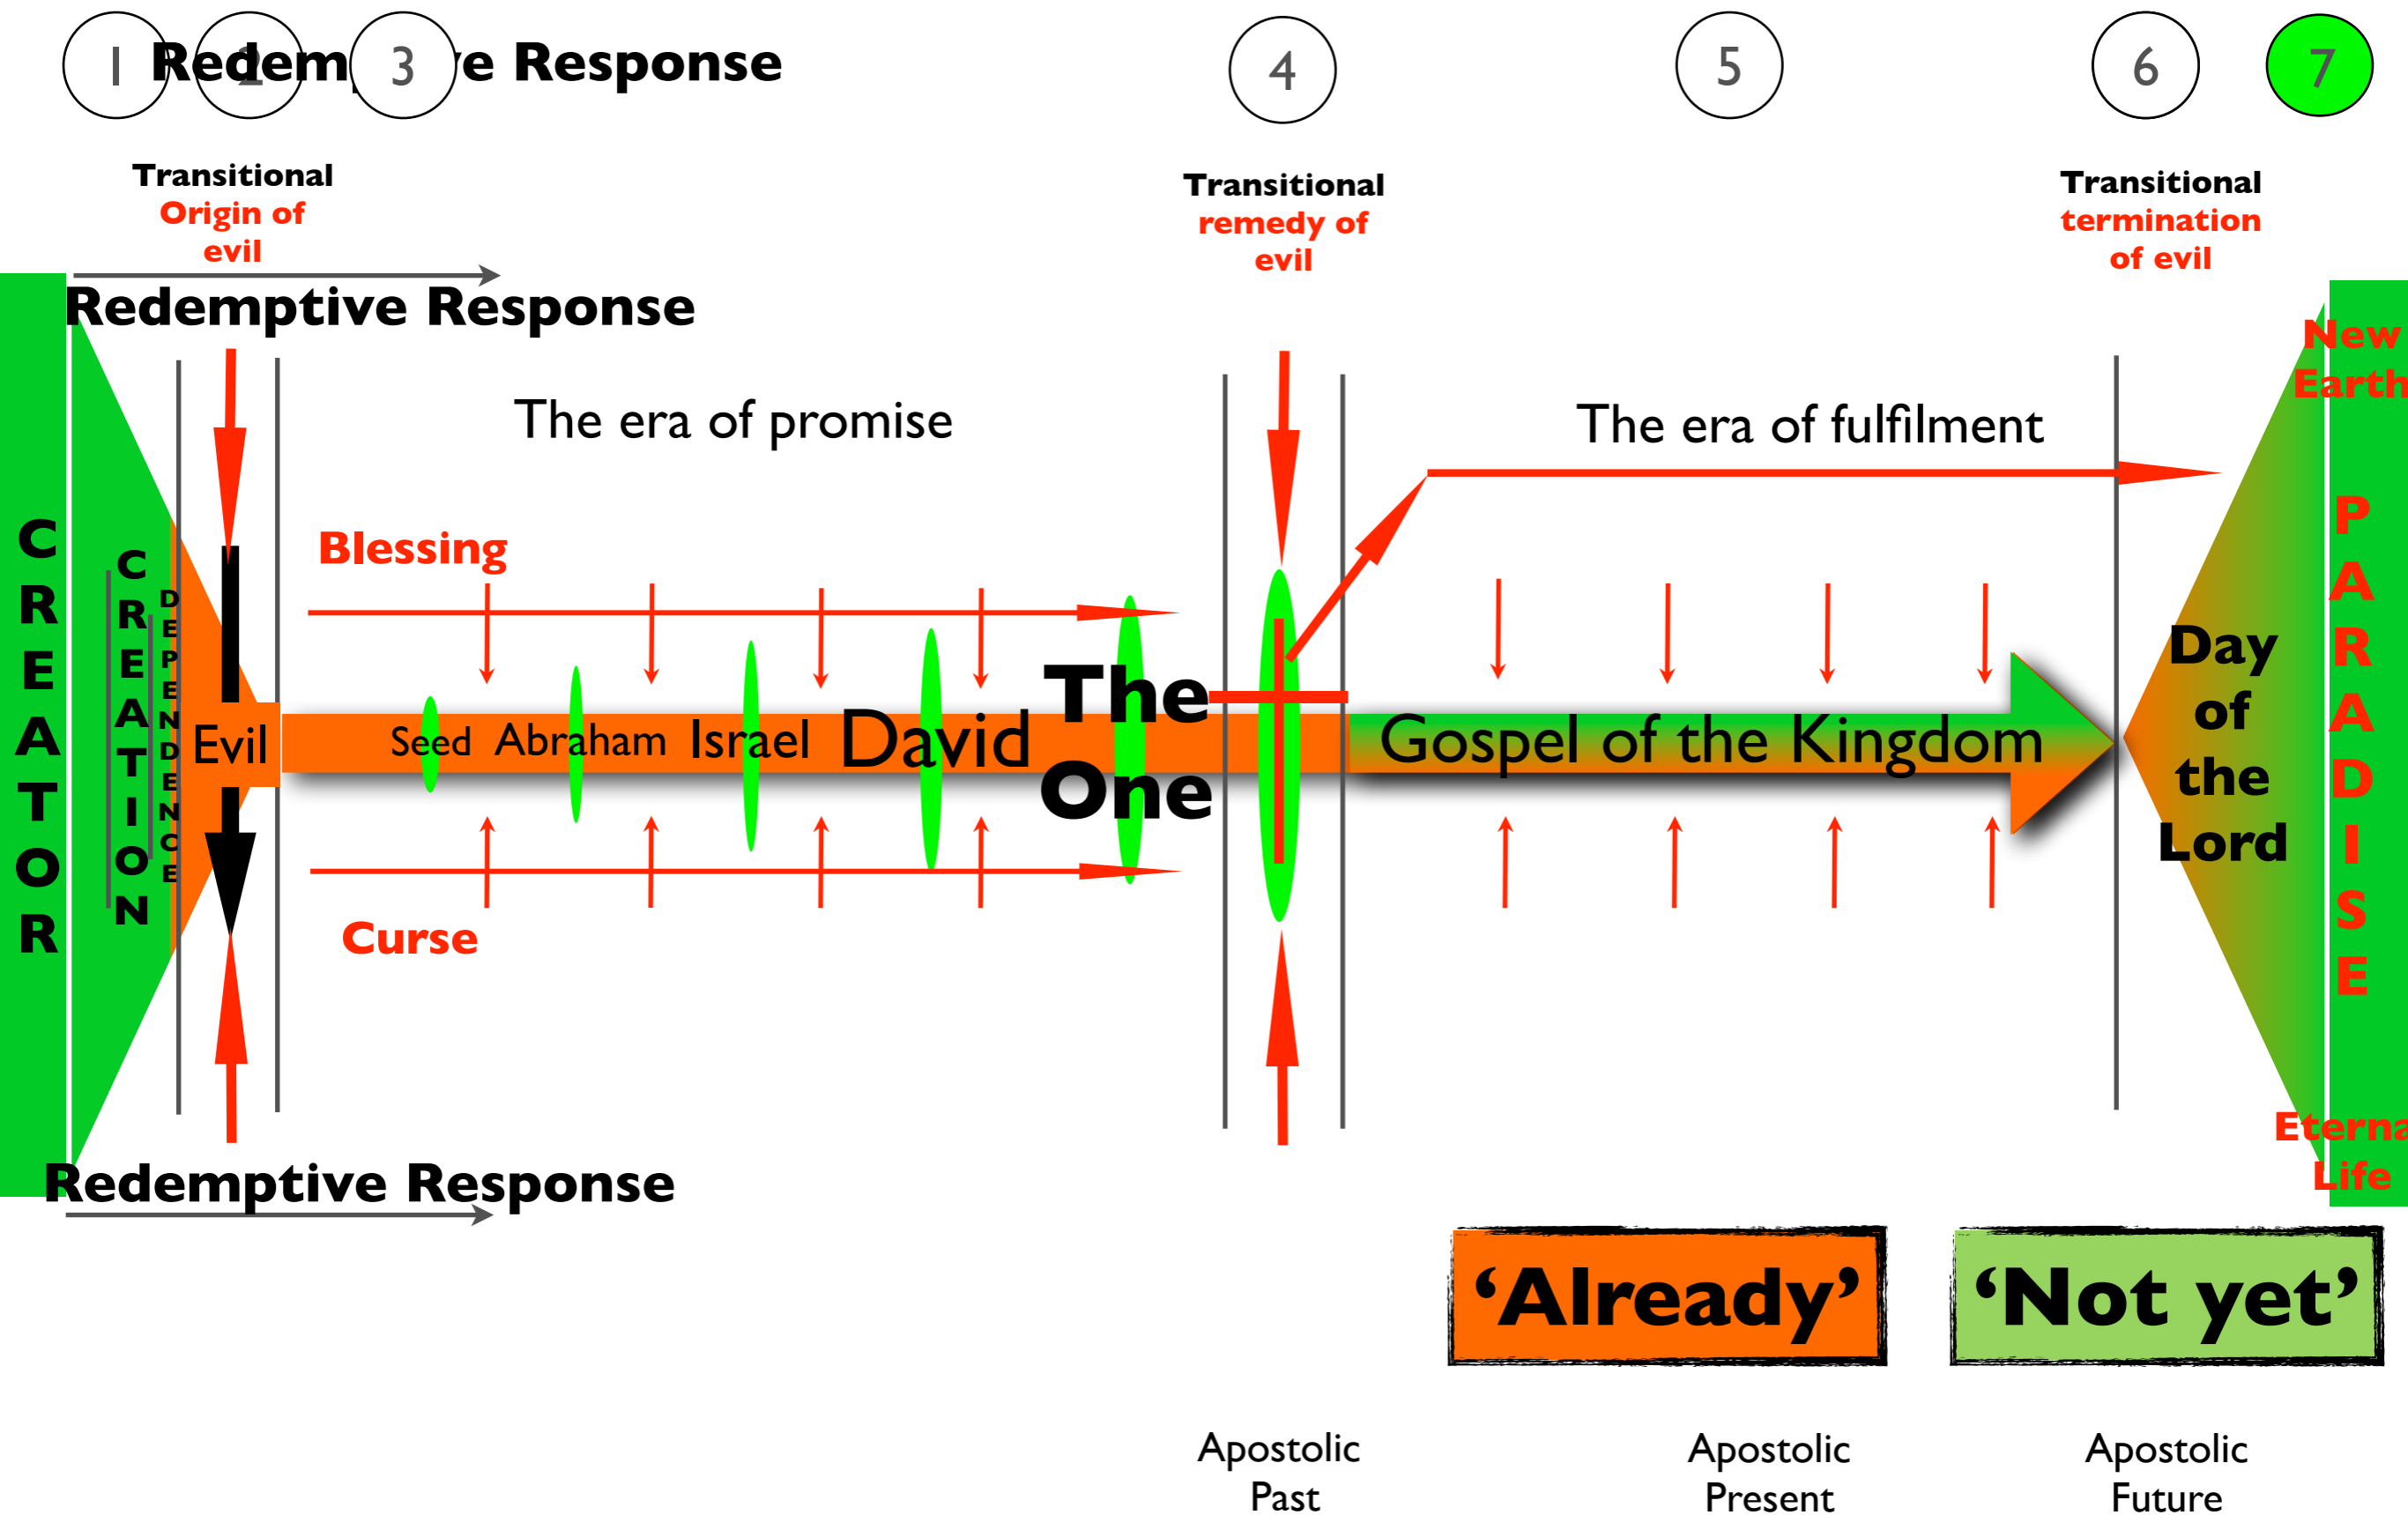 1 2 3 4 5 6 7
Redemptive Response
Transitional
Origin of
evil
Transitional
remedy of
evil
Transitional
termination
of evil
Redemptive Response
New
Earth
The era of promise
The era of fulfilment
Blessing
CREATOR
CREATION
DEPENDENCE
Evil
Seed
Abraham
Israel
David
The
One
Gospel of the Kingdom
Day
of
the
Lord
PARADISE
Curse
Eterna
Life
Redemptive Response
‘Already’
‘Not yet’
Apostolic
Past
Apostolic
Present
Apostolic
Future